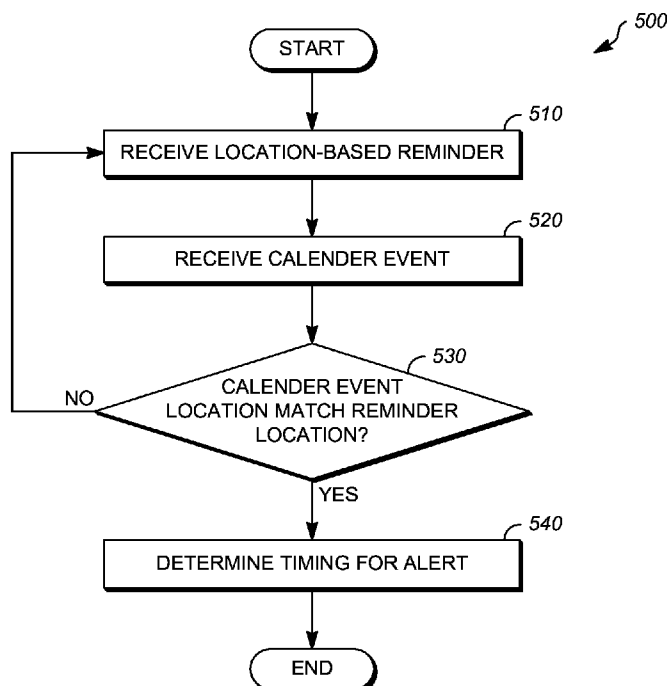 500
START
510
RECEIVE LOCATION-BASED REMINDER
520
RECEIVE CALENDER EVENT
530
CALENDER EVENT
LOCATION MATCH REMINDER
LOCATION?
NO
YES
540
DETERMINE TIMING FOR ALERT
END